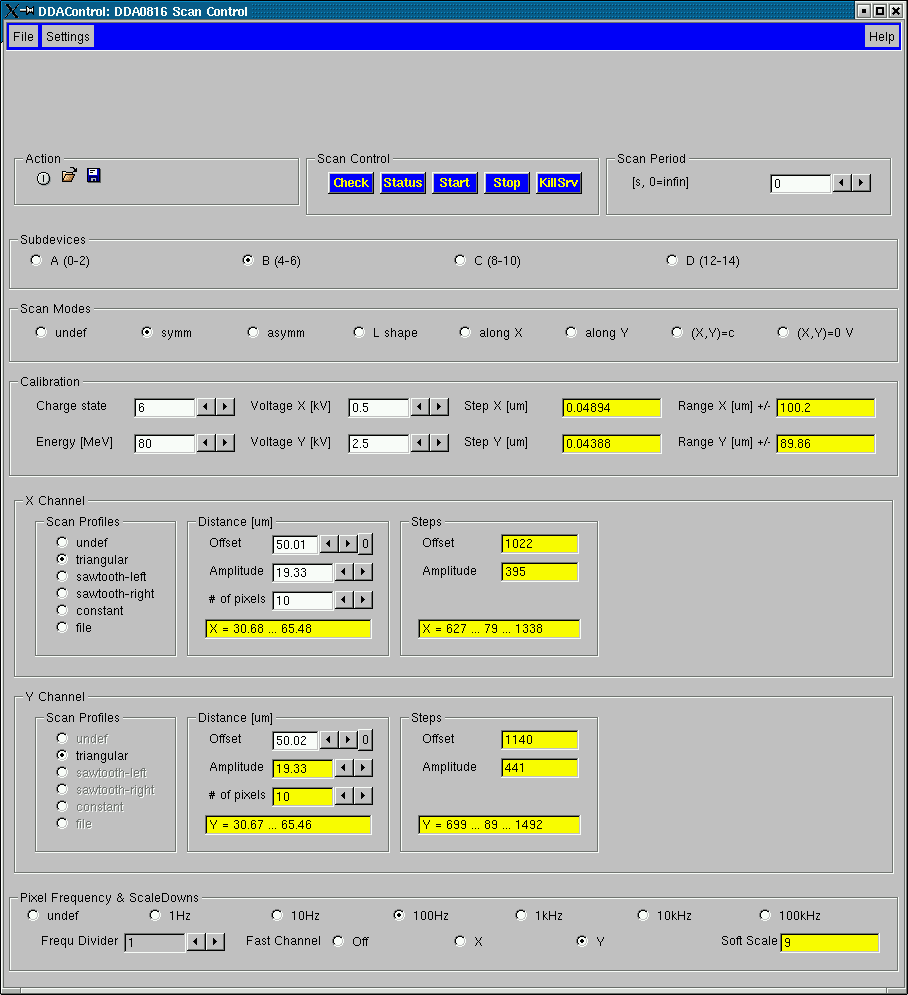 DDAControl: DDA0816 Scan Control
File Settings Help
Action Scan Control Scan Period
Check Status Start Stop KillSrv [s, 0=infin] 0
Subdevices
A (0-2) B (4-6) C (8-10) D (12-14)
Scan Modes
undef symm asymm L shape along X along Y (X,Y)=c (X,Y)=0 V
Calibration
Charge state 6 Voltage X [kV] 0.5 Step X [um] 0.04894 Range X [um] +/- 100.2
Energy [MeV] 80 Voltage Y [kV] 2.5 Step Y [um] 0.04388 Range Y [um] +/- 89.86
X Channel
Scan Profiles
undef
triangular
sawtooth-left
sawtooth-right
constant
file
Distance [um]
Offset 50.01 0
Amplitude 19.33
# of pixels 10
X = 30.68 ... 65.48
Steps
Offset 1022
Amplitude 395
X = 627 .. 79 ... 1338
Y Channel
Scan Profiles
undef
triangular
sawtooth-left
sawtooth-right
constant
file
Distance [um]
Offset 50.02 0
Amplitude 19.33
# of pixels 10
Y = 30.67 ... 65.46
Steps
Offset 1140
Amplitude 441
Y = 699 .. 89 ... 1492
Pixel Frequency & ScaleDowns
undef 1Hz 10Hz 100Hz 1kHz 10kHz 100kHz
Frequ Divider 1 Fast Channel Off X Y Soft Scale 9